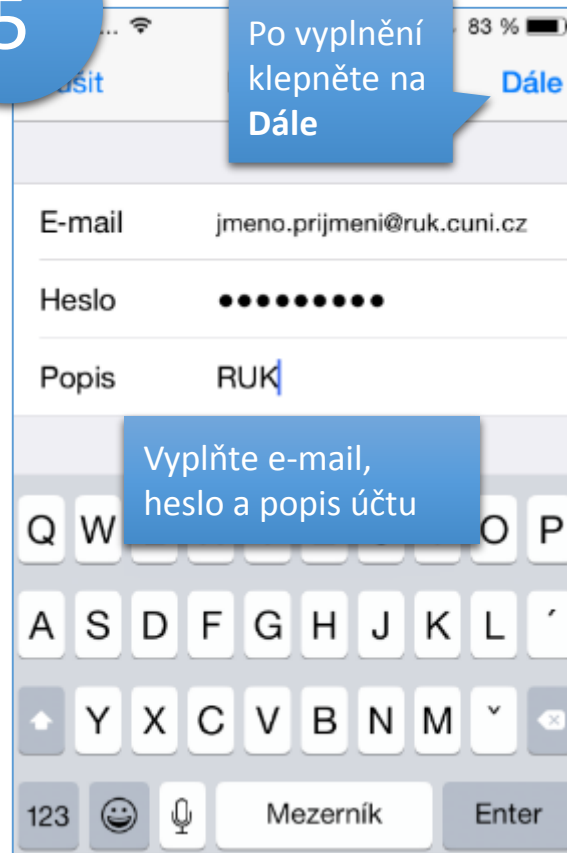 5
...
83 %
Po vyplnění
klepněte na
Dále
Dále
E-mail jmeno.prijmeni@ruk.cuni.cz
Heslo
Popis RUK
Vyplňte e-mail,
heslo a popis účtu
Q W O P
A S D F G H J K L ´
Y X C V B N M ˇ
123 Mezerník Enter